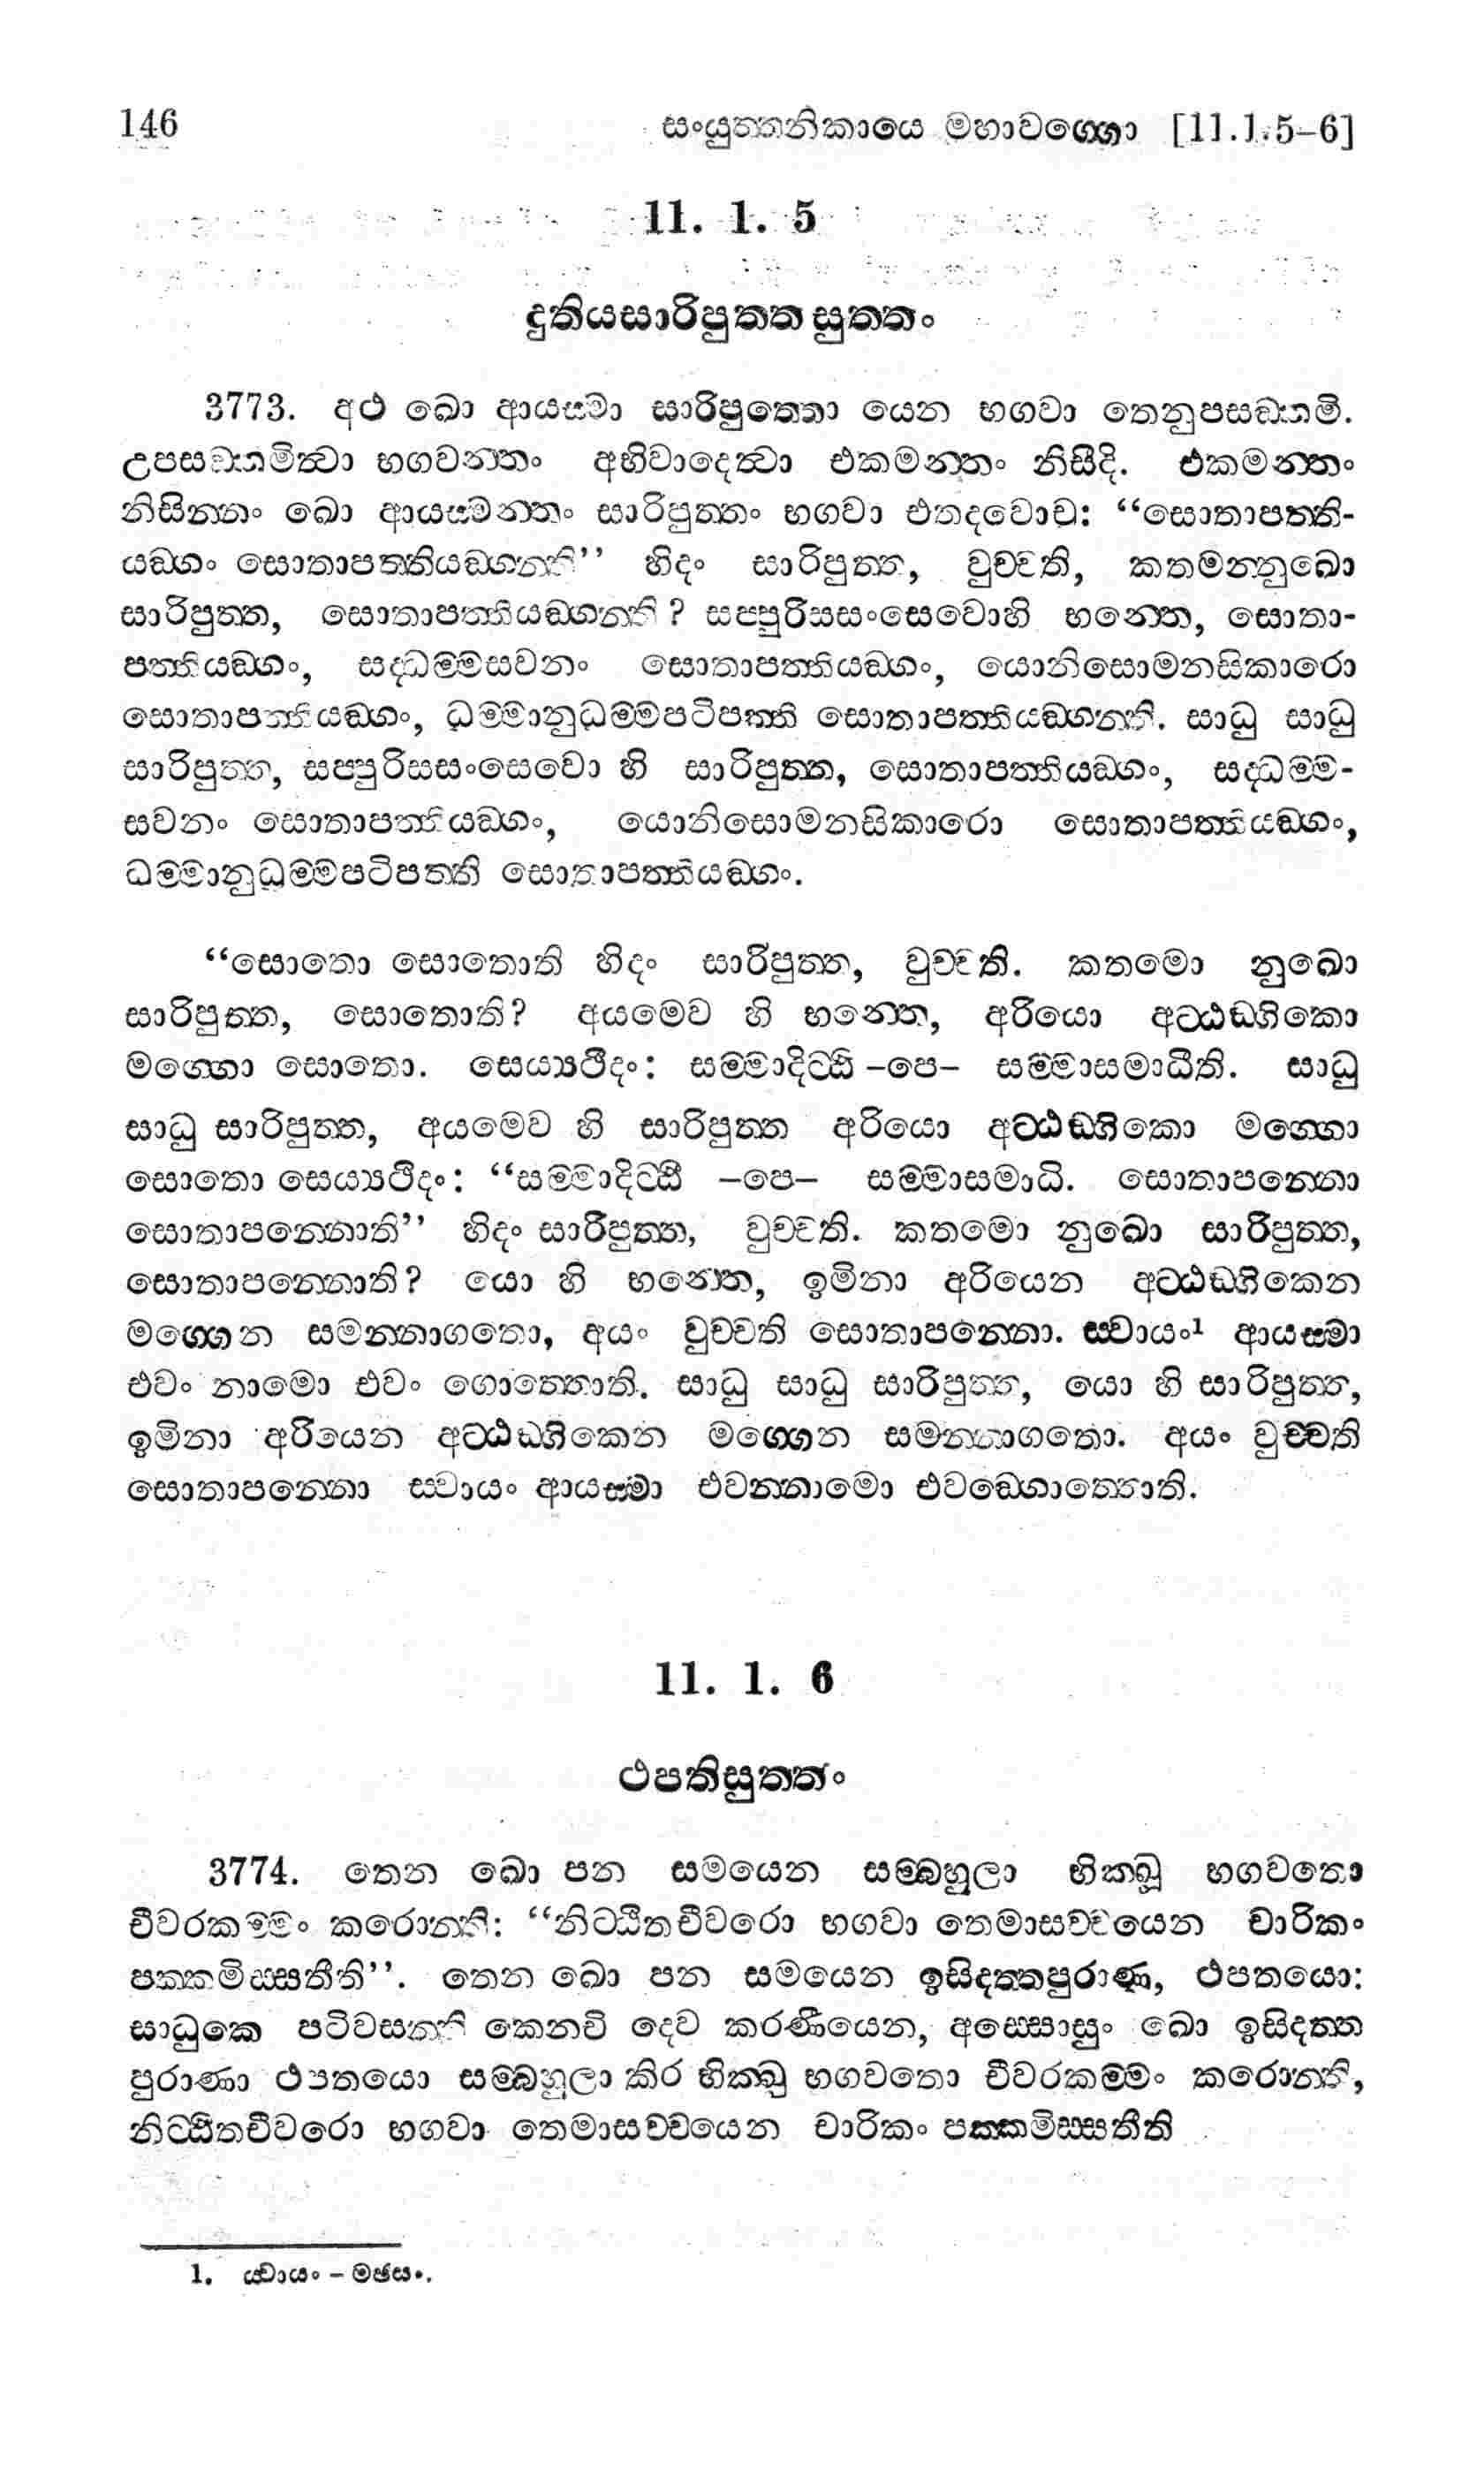 146 සංයුත්තනිකායෙ මහාවග්ගො [11.1.5–6]
11. 1. 5
දුතියසාරිපුත්ත සුත්තං
3773. අථ ඛො ආයස්මා සාරිපුත්තො යෙන භගවා තෙනුපසඞ්කමි.
උපසඞ්කමිත්වා භගවන්තං අභිවාදෙත්වා එකමන්තං නිසීදි. එකමන්තං
නිසින්නං ඛො ආයස්මන්තං සාරිපුත්තං භගවා එතදවොච: “සොතාපත්ති-
යඞ්ගං සොතාපත්තියඞ්ගන්ති’’ හිදං සාරිපුත්ත, වුච්චති, කතමන්නුඛො
සාරිපුත්ත, සොතාපත්තියඞ්ගන්ති? සප්පුරිසසංසෙවොහි භන්තෙ, සොතා-
පත්තියඞ්ගං, සද්ධම්මසවනං සොතාපත්තියඞ්ගං, යොනිසොමනසිකාරො
සොතාපත්තියඞ්ගං, ධම්මානුධම්මපටිපත්ති සොතාපත්තියඞ්ගන්ති. සාධු සාධු
සාරිපුත්ත, සප්පුරිසසංසෙවො හි සාරිපුත්ත, සොතාපත්තියඞ්ගං, සද්ධම්ම-
සවනං සොතාපත්තියඞ්ගං, යොනිසොමනසිකාරො සොතාපත්තියඞ්ගං,
ධම්මානුධම්මපටිපත්ති සොතාපත්තියඞ්ගං.
“සොතො සොතොති හිදං සාරිපුත්ත, වුච්චති. කතමො නුඛො
සාරිපුත්ත, සොතොති? අයමෙව හි භන්තෙ, අරියො අට්ඨඞ්ගිකො
මග්ගො සොතො. සෙය්‍යථිදං: සම්මාදිට්ඨි –පෙ– සම්මාසමාධීති. සාධු
සාධු සාරිපුත්ත, අයමෙව හි සාරිපුත්ත අරියො අට්ඨඞ්ගිකො මග්ගො
සොතො සෙය්‍යථිදං: “සම්මාදිට්ඨි –පෙ– සම්මාසමාධි. සොතාපන්නො
සොතාපන්නොති’’ හිදං සාරිපුත්ත, වුච්චති. කතමො නුඛො සාරිපුත්ත,
සොතාපන්නොති? යො හි භන්තෙ, ඉමිනා අරියෙන අට්ඨඞ්ගිකෙන
මග්ගෙන සමන්නාගතො, අයං වුච්චති සොතාපන්නො. ස්වායං¹ ආයස්මා
එවං නාමො එවං ගොත්තොති. සාධු සාධු සාරිපුත්ත, යො හි සාරිපුත්ත,
ඉමිනා අරියෙන අට්ඨඞ්ගිකෙන මග්ගෙන සමන්නාගතො. අයං වුච්චති
සොතාපන්නො ස්වායං ආයස්මා එවන්නාමො එවඞ්ගොත්තොති.
11. 1. 6
ථපතිසුත්තං
3774. තෙන ඛො පන සමයෙන සම්බහුලා භික්ඛූ භගවතො
චීවරකම්මං කරොන්ති: “නිට්ඨිතචීවරො භගවා තෙමාසච්චයෙන චාරිකං
පක්කමිස්සතීති’’. තෙන ඛො පන සමයෙන ඉසිදත්තපුරාණා, ථපතයො:
සාධුකෙ පටිවසන්ති කෙනචි දෙව කරණීයෙන, අස්සොසුං ඛො ඉසිදත්ත
පුරාණා ථපතයො සම්බහුලා කිර භික්ඛු භගවතො චීවරකම්මං කරොන්ති,
නිට්ඨිතචීවරො භගවා තෙමාසච්චයෙන චාරිකං පක්කමිස්සතීති
1. ය්වායං – මජසං.